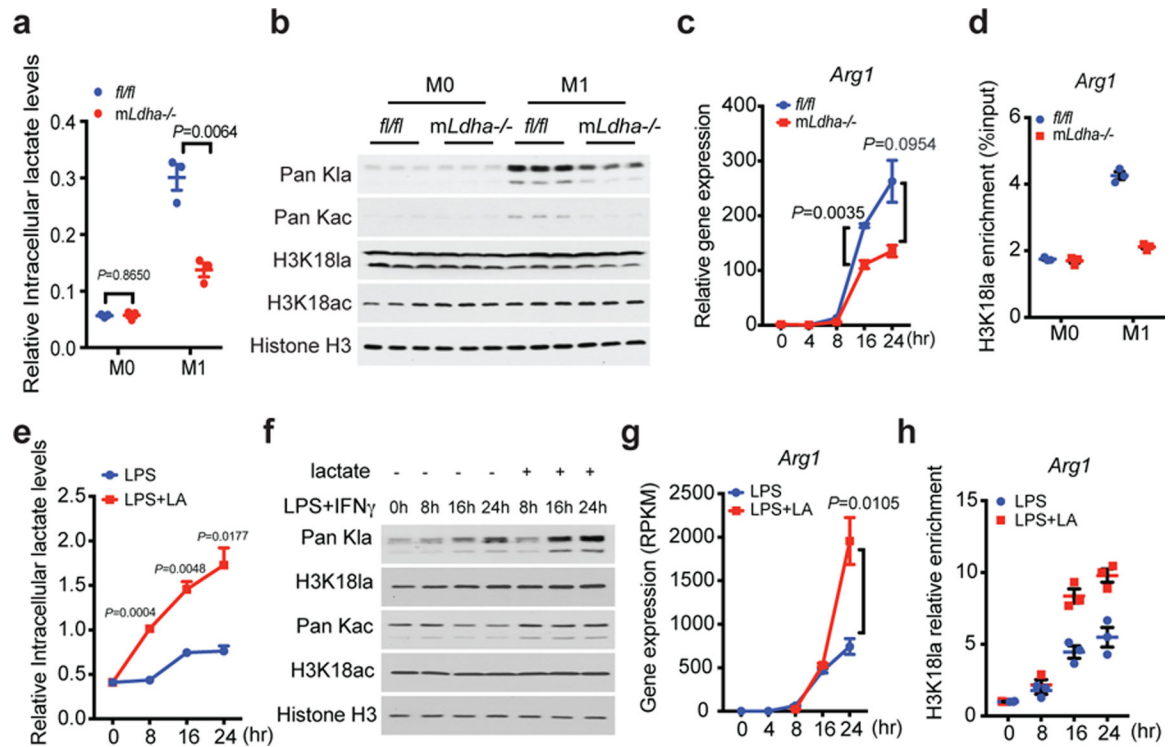 a
Relative Intracellular lactate levels
fl/fl
mLdha-/-
P=0.0064
P=0.8650
0.4
0.3
0.2
0.1
0.0
M0 M1
b
M0 M1
fl/fl mLdha-/- fl/fl mLdha-/-
Pan Kla
Pan Kac
H3K18la
H3K18ac
Histone H3
c
Arg1
fl/fl
mLdha-/-
Relative gene expression
400
300
200
100
0
P=0.0954
P=0.0035
0 4 8 16 24 (hr)
d
Arg1
fl/fl
mLdha-/-
H3K18la enrichment (%input)
6
4
2
0
M0 M1
e
Relative Intracellular lactate levels
LPS
LPS+LA
2.5
2.0
1.5
1.0
0.5
0.0
P=0.0004
P=0.0048
P=0.0177
0 8 16 24 (hr)
f
lactate - - - - + + +
LPS+IFNγ 0h 8h 16h 24h 8h 16h 24h
Pan Kla
H3K18la
Pan Kac
H3K18ac
Histone H3
g
Arg1
LPS
LPS+LA
Gene expression (RPKM)
2500
2000
1500
1000
500
0
P=0.0105
0 4 8 16 24 (hr)
h
Arg1
LPS
LPS+LA
H3K18la relative enrichment
15
10
5
0
0 8 16 24 (hr)